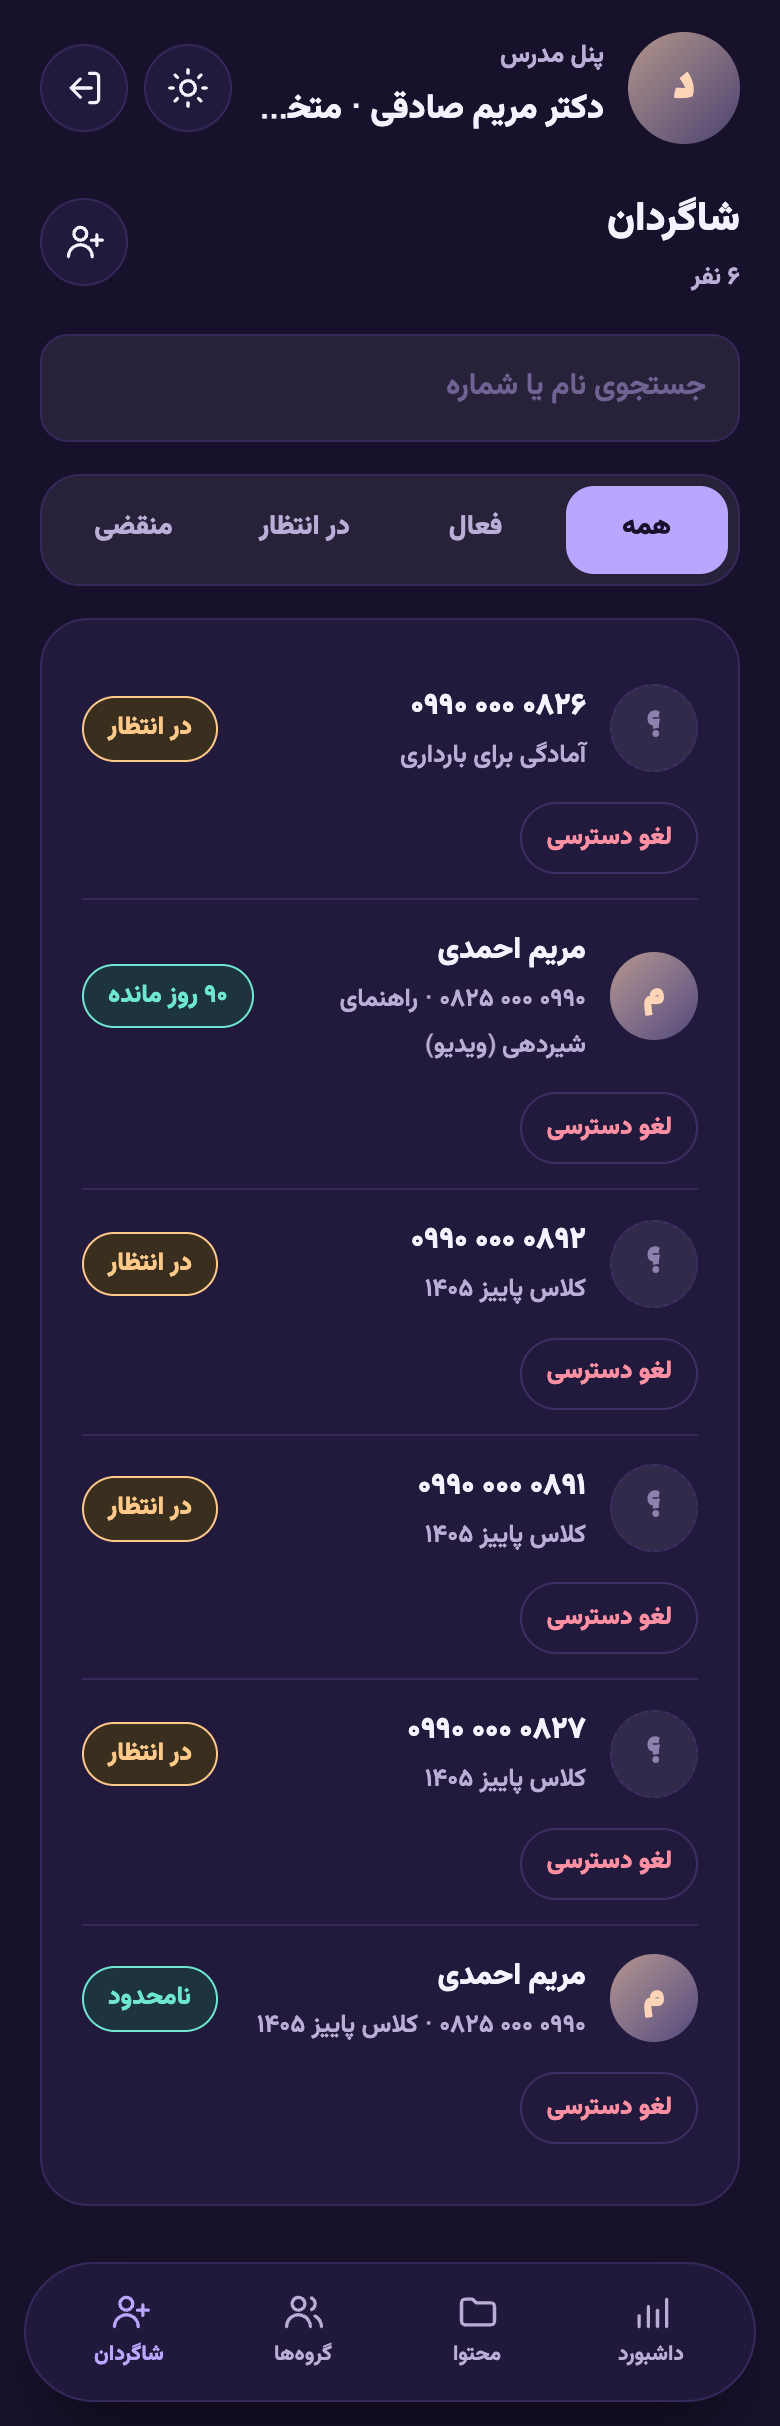 د
پنل مدرس
دکتر مریم صادقی · متخـ...
شاگردان
۶ نفر
جستجوی نام یا شماره
همه
فعال
در انتظار
منقضی
؟
۰۹۹۰ ۰۰۰ ۰۸۲۶
آمادگی برای بارداری
در انتظار
لغو دسترسی
م
مریم احمدی
۰۹۹۰ ۰۰۰ ۰۸۲۵ · راهنمای
شیردهی (ویدیو)
۹۰ روز مانده
لغو دسترسی
؟
۰۹۹۰ ۰۰۰ ۰۸۹۲
کلاس پاییز ۱۴۰۵
در انتظار
لغو دسترسی
؟
۰۹۹۰ ۰۰۰ ۰۸۹۱
کلاس پاییز ۱۴۰۵
در انتظار
لغو دسترسی
؟
۰۹۹۰ ۰۰۰ ۰۸۲۷
کلاس پاییز ۱۴۰۵
در انتظار
لغو دسترسی
م
مریم احمدی
۰۹۹۰ ۰۰۰ ۰۸۲۵ · کلاس پاییز ۱۴۰۵
نامحدود
لغو دسترسی
داشبورد
محتوا
گروه‌ها
شاگردان